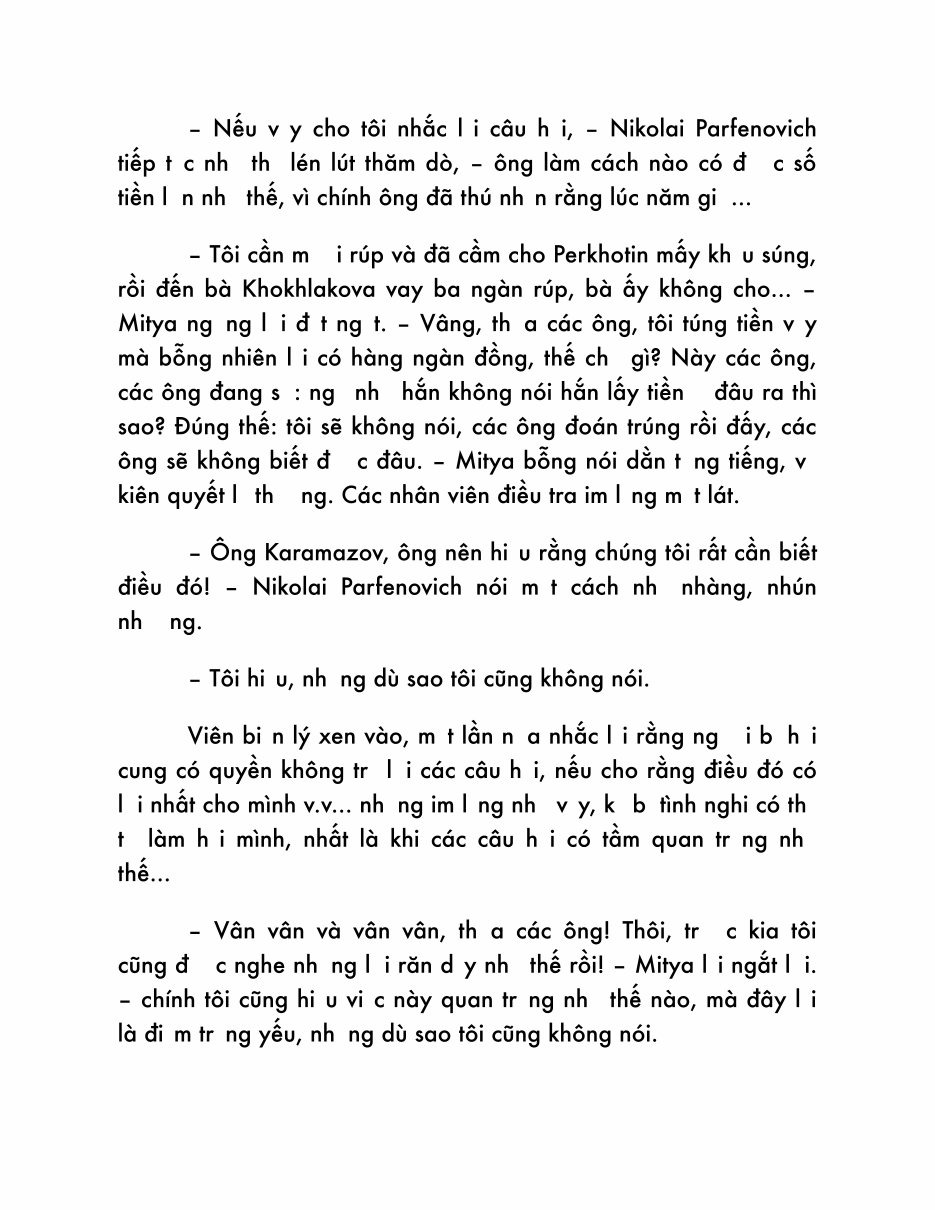 – Nếu v y cho tôi nhắc l i câu h i, – Nikolai Parfenovich
tiếp t c nh th lén lút thăm dò, – ông làm cách nào có đ c số
tiền l n nh thế, vì chính ông đã thú nh n rằng lúc năm gi ...
– Tôi cần m i rúp và đã cầm cho Perkhotin mấy kh u súng,
rồi đến bà Khokhlakova vay ba ngàn rúp, bà ấy không cho... –
Mitya ng ng l i đ t ng t. – Vâng, th a các ông, tôi túng tiền v y
mà bỗng nhiên l i có hàng ngàn đồng, thế ch gì? Này các ông,
các ông đang s : ng nh hắn không nói hắn lấy tiền đâu ra thì
sao? Đúng thế: tôi sẽ không nói, các ông đoán trúng rồi đấy, các
ông sẽ không biết đ c đâu. – Mitya bỗng nói dằn t ng tiếng, v
kiên quyết l th ng. Các nhân viên điều tra im l ng m t lát.
– Ông Karamazov, ông nên hi u rằng chúng tôi rất cần biết
điều đó! – Nikolai Parfenovich nói m t cách nh nhàng, nhún
nh ng.
– Tôi hi u, nh ng dù sao tôi cũng không nói.
Viên bi n lý xen vào, m t lần n a nhắc l i rằng ng i b h i
cung có quyền không tr l i các câu h i, nếu cho rằng điều đó có
l i nhất cho mình v.v... nh ng im l ng nh v y, k b tình nghi có th
t làm h i mình, nhất là khi các câu h i có tầm quan tr ng nh
thế...
– Vân vân và vân vân, th a các ông! Thôi, tr c kia tôi
cũng đ c nghe nh ng l i răn d y nh thế rồi! – Mitya l i ngắt l i.
– chính tôi cũng hi u vi c này quan tr ng nh thế nào, mà đây l i
là đi m tr ng yếu, nh ng dù sao tôi cũng không nói.